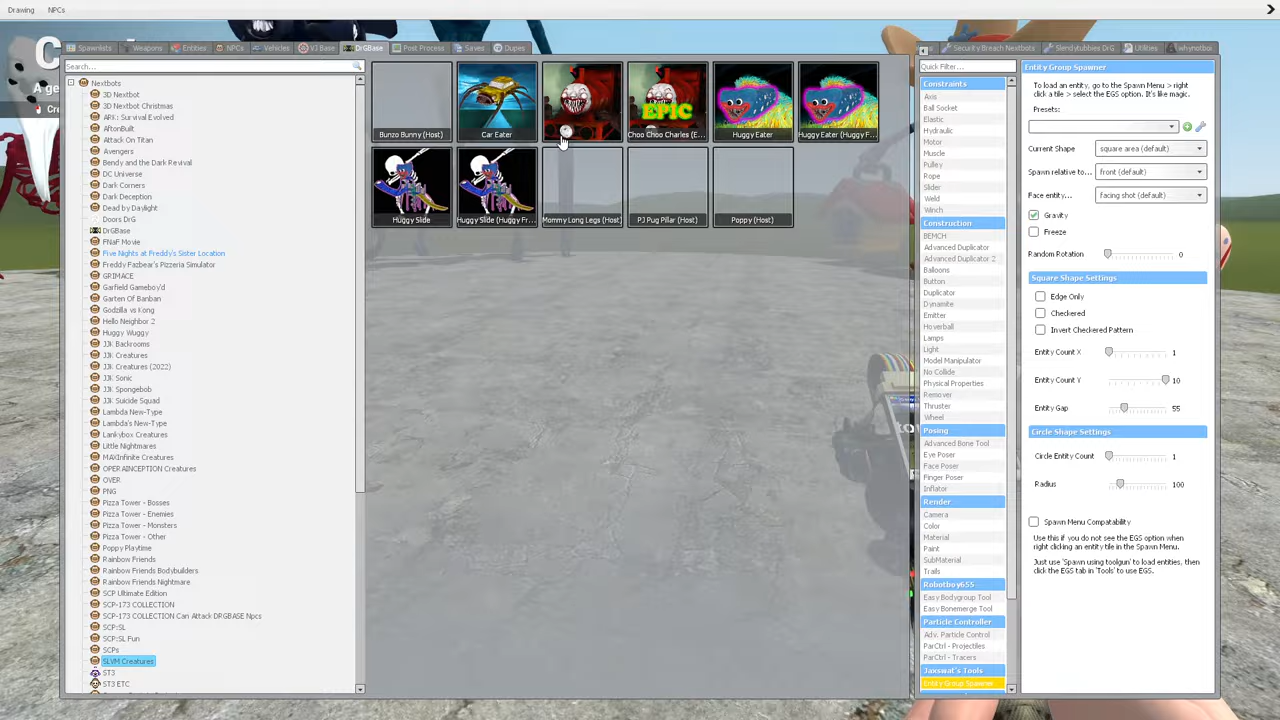 Drawing NPCs
Spawnlists Weapons Entities NPCs Vehicles VJ Base DrGBase Post Process Saves Dupes
Search...
Nextbots
3D Nextbot
3D Nextbot Christmas
ARK: Survival Evolved
AftonBuilt
Attack On Titan
Avengers
Bendy and the Dark Revival
DC Universe
Dark Corners
Dark Deception
Dead by Daylight
Doors DrG
DrGBase
FNaF Movie
Five Nights at Freddy's Sister Location
Freddy Fazbear's Pizzeria Simulator
GRIMACE
Garfield Gameboy'd
Garten Of Banban
Godzilla vs Kong
Hello Neighbor 2
Huggy Wuggy
JJK Backrooms
JJK Creatures
JJK Creatures (2022)
JJK Sonic
JJK Spongebob
JJK Suicide Squad
Lambda New-Type
Lambda's New-Type
Lankybox Creatures
Little Nightmares
MAXInfinite Creatures
OPERAINCEPTION Creatures
OVER
PNG
Pizza Tower - Bosses
Pizza Tower - Enemies
Pizza Tower - Monsters
Pizza Tower - Other
Poppy Playtime
Rainbow Friends
Rainbow Friends Bodybuilders
Rainbow Friends Nightmare
SCP Ultimate Edition
SCP-173 COLLECTION
SCP-173 COLLECTION Can Attack DRGBASE Npcs
SCP:SL
SCP:SL Fun
SCPs
SLVM Creatures
ST3
ST3 ETC
Bunzo Bunny (Host)
Car Eater
EPIC
Choo Choo Charles (E...
Huggy Eater
Huggy Eater (Huggy F...
Huggy Slide
Huggy Slide (Huggy Fr...
Mommy Long Legs (Host)
PJ Pug Pillar (Host)
Poppy (Host)
Security Breach Nextbots Slendytubbies DrG Utilities whynotboi
Quick Filter...
Constraints
Axis
Ball Socket
Elastic
Hydraulic
Motor
Muscle
Pulley
Rope
Slider
Weld
Winch
Construction
BEMCH
Advanced Duplicator
Advanced Duplicator 2
Balloons
Button
Duplicator
Dynamite
Emitter
Hoverball
Lamps
Light
Model Manipulator
No Collide
Physical Properties
Remover
Thruster
Wheel
Posing
Advanced Bone Tool
Eye Poser
Face Poser
Finger Poser
Inflator
Render
Camera
Color
Material
Paint
SubMaterial
Trails
Robotboy655
Easy Bodygroup Tool
Easy Bonemerge Tool
Particle Controller
Adv. Particle Control
ParCtrl - Projectiles
ParCtrl - Tracers
Jaxswat's Tools
Entity Group Spawner
Entity Group Spawner
To load an entity, go to the Spawn Menu > right
click a tile > select the EGS option. It's like magic.
Presets:
Current Shape square area (default)
Spawn relative to... front (default)
Face entity... facing shot (default)
Gravity
Freeze
Random Rotation 0
Square Shape Settings
Edge Only
Checkered
Invert Checkered Pattern
Entity Count X 1
Entity Count Y 10
Entity Gap 55
Circle Shape Settings
Circle Entity Count 1
Radius 100
Spawn Menu Compatability
Use this if you do not see the EGS option when
right clicking an entity tile in the Spawn Menu.
Just use 'Spawn using toolgun' to load entities, then
click the EGS tab in 'Tools' to use EGS.